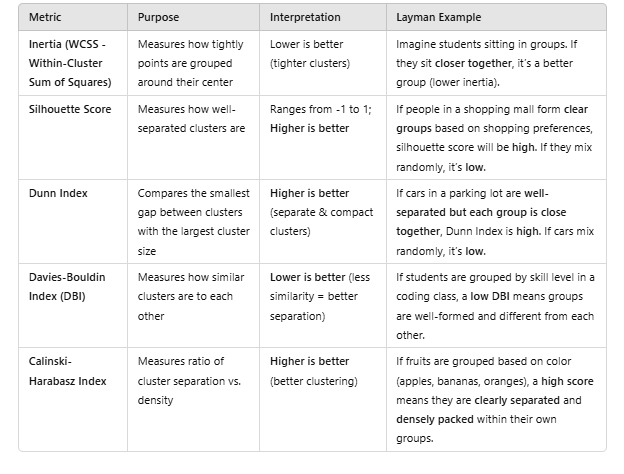 Metric Purpose Interpretation Layman Example
Inertia (WCSS - Measures how tightly Lower is better Imagine students sitting in groups. If
Within-Cluster points are grouped (tighter clusters) they sit closer together, it's a better
Sum of Squares) around their center group (lower inertia).
Silhouette Score Measures how well- Ranges from -1 to 1; If people in a shopping mall form clear
separated clusters are Higher is better groups based on shopping preferences,
silhouette score will be high. If they mix
randomly, it's low.
Dunn Index Compares the smallest Higher is better If cars in a parking lot are well-
gap between clusters (separate & compact separated but each group is close
with the largest cluster clusters) together, Dunn Index is high. If cars mix
size randomly, it's low.
Davies-Bouldin Measures how similar Lower is better (less If students are grouped by skill level in a
Index (DBI) clusters are to each similarity = better coding class, a low DBI means groups
other separation) are well-formed and different from each
other.
Calinski- Measures ratio of Higher is better If fruits are grouped based on color
Harabasz Index cluster separation vs. (better clustering) (apples, bananas, oranges), a high score
density means they are clearly separated and
densely packed within their own
groups.